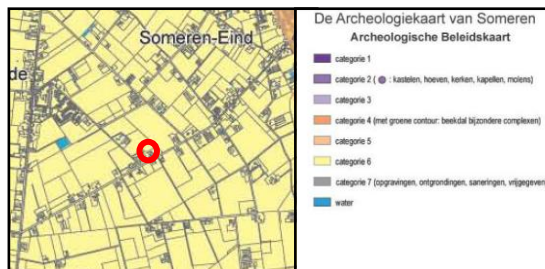 Someren-Eind
de
De Archeologiekaart van Someren
Archeologische Beleidskaart
categorie 1
categorie 2 ( : kastelen, hoeven, kerken, kapellen, molens)
categorie 3
categorie 4 (met groene contour: beekdal bijzondere complexen)
categorie 5
categorie 6
categorie 7 (opgravingen, ontgrondingen, saneringen, vrijgegeven
water